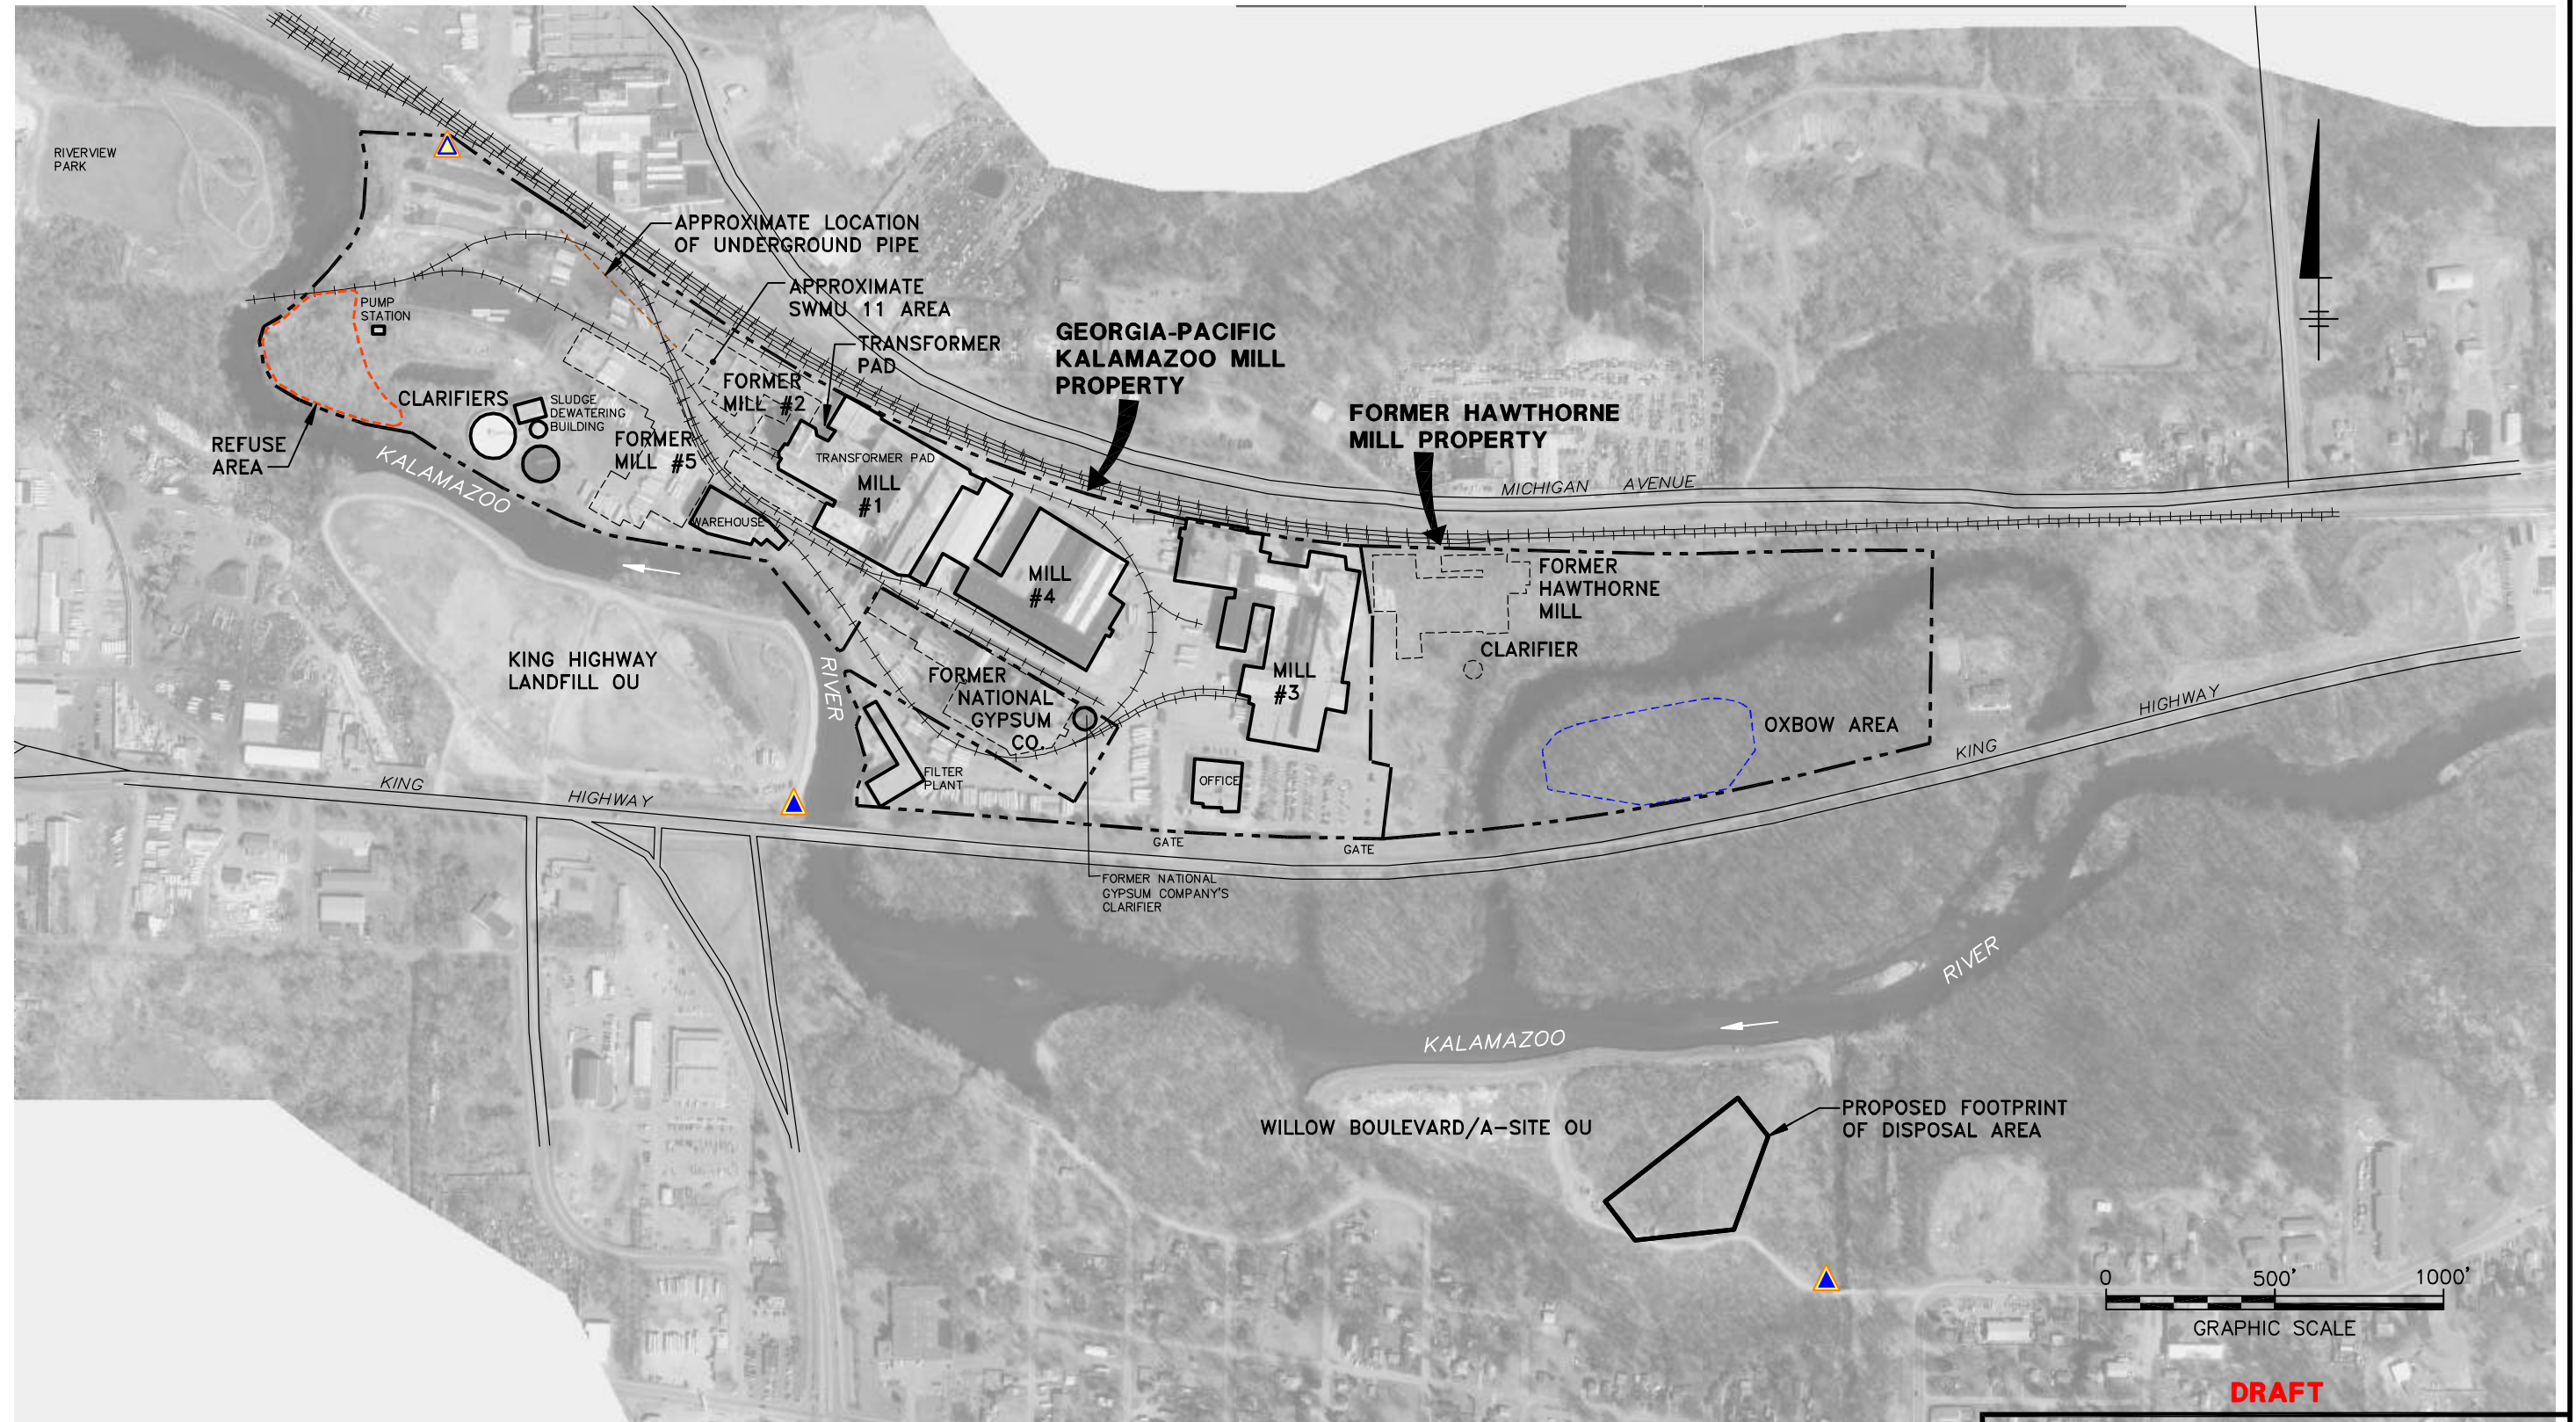 RIVERVIEW
PARK
APPROXIMATE LOCATION
OF UNDERGROUND PIPE
APPROXIMATE
SWMU 11 AREA
PUMP
STATION
TRANSFORMER
PAD
GEORGIA-PACIFIC
KALAMAZOO MILL
PROPERTY
FORMER HAWTHORNE
MILL PROPERTY
FORMER
MILL #2
CLARIFIERS
SLUDGE
DEWATERING
BUILDING
REFUSE
AREA
FORMER
MILL #5
TRANSFORMER PAD
MILL
#1
KALAMAZOO
WAREHOUSE
MICHIGAN AVENUE
MILL
#4
FORMER
HAWTHORNE
MILL
CLARIFIER
KING HIGHWAY
LANDFILL OU
RIVER
FORMER
NATIONAL
GYPSUM
CO.
MILL
#3
OXBOW AREA
HIGHWAY
KING
FILTER
PLANT
OFFICE
KING
HIGHWAY
GATE
GATE
FORMER NATIONAL
GYPSUM COMPANY'S
CLARIFIER
RIVER
KALAMAZOO
WILLOW BOULEVARD/A-SITE OU
PROPOSED FOOTPRINT
OF DISPOSAL AREA
0 500' 1000'
GRAPHIC SCALE
DRAFT